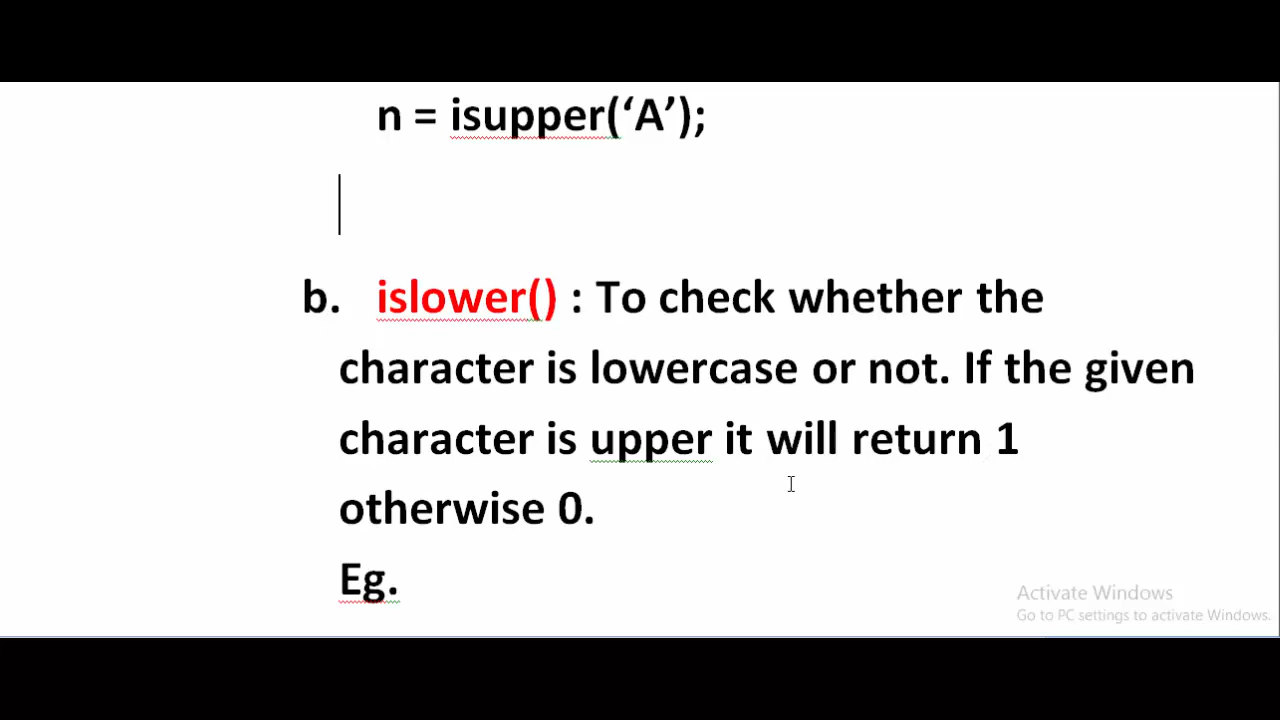 n = isupper(‘A’);
b. islower() : To check whether the
character is lowercase or not. If the given
character is upper it will return 1
otherwise 0.
Eg.
Activate Windows
Go to PC settings to activate Windows.